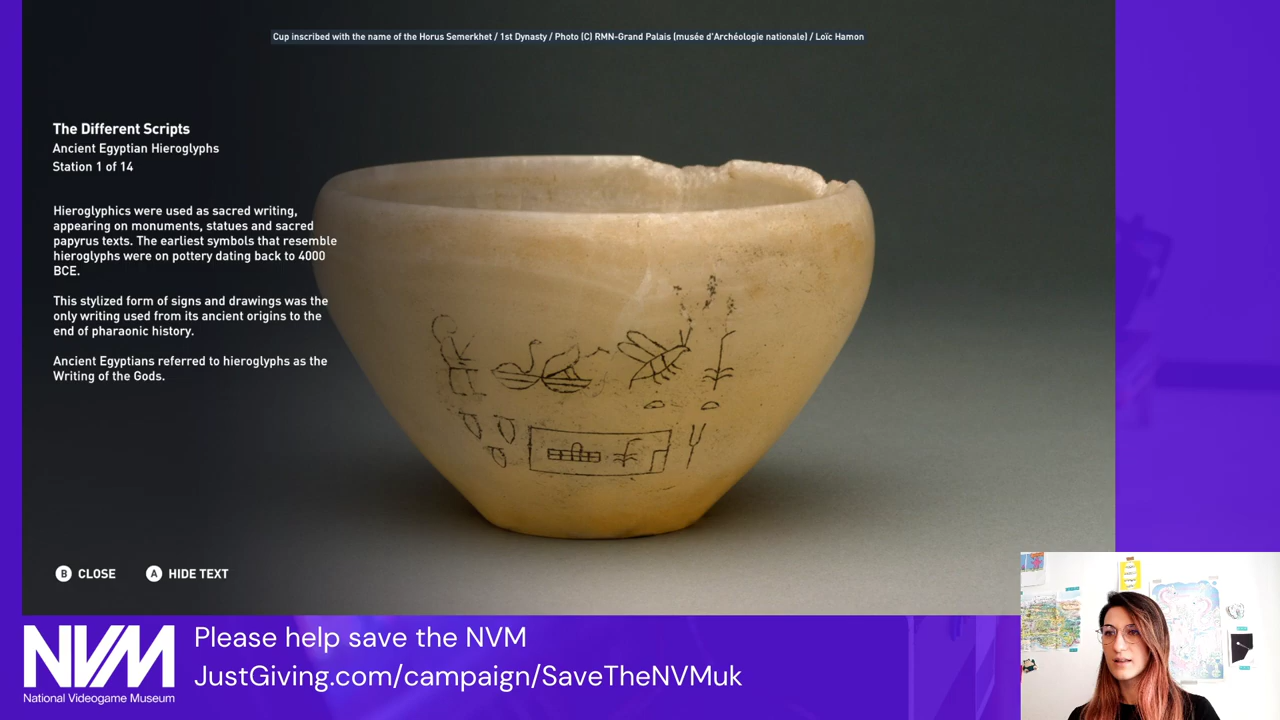 Cup inscribed with the name of the Horus Semerkhet / 1st Dynasty / Photo (C) RMN-Grand Palais (musée d'Archéologie nationale) / Loïc Hamon
The Different Scripts
Ancient Egyptian Hieroglyphs
Station 1 of 14
Hieroglyphics were used as sacred writing,
appearing on monuments, statues and sacred
papyrus texts. The earliest symbols that resemble
hieroglyphs were on pottery dating back to 4000
BCE.
This stylized form of signs and drawings was the
only writing used from its ancient origins to the
end of pharaonic history.
Ancient Egyptians referred to hieroglyphs as the
Writing of the Gods.
B CLOSE A HIDE TEXT
NVM
National Videogame Museum
Please help save the NVM
JustGiving.com/campaign/SaveTheNVMuk